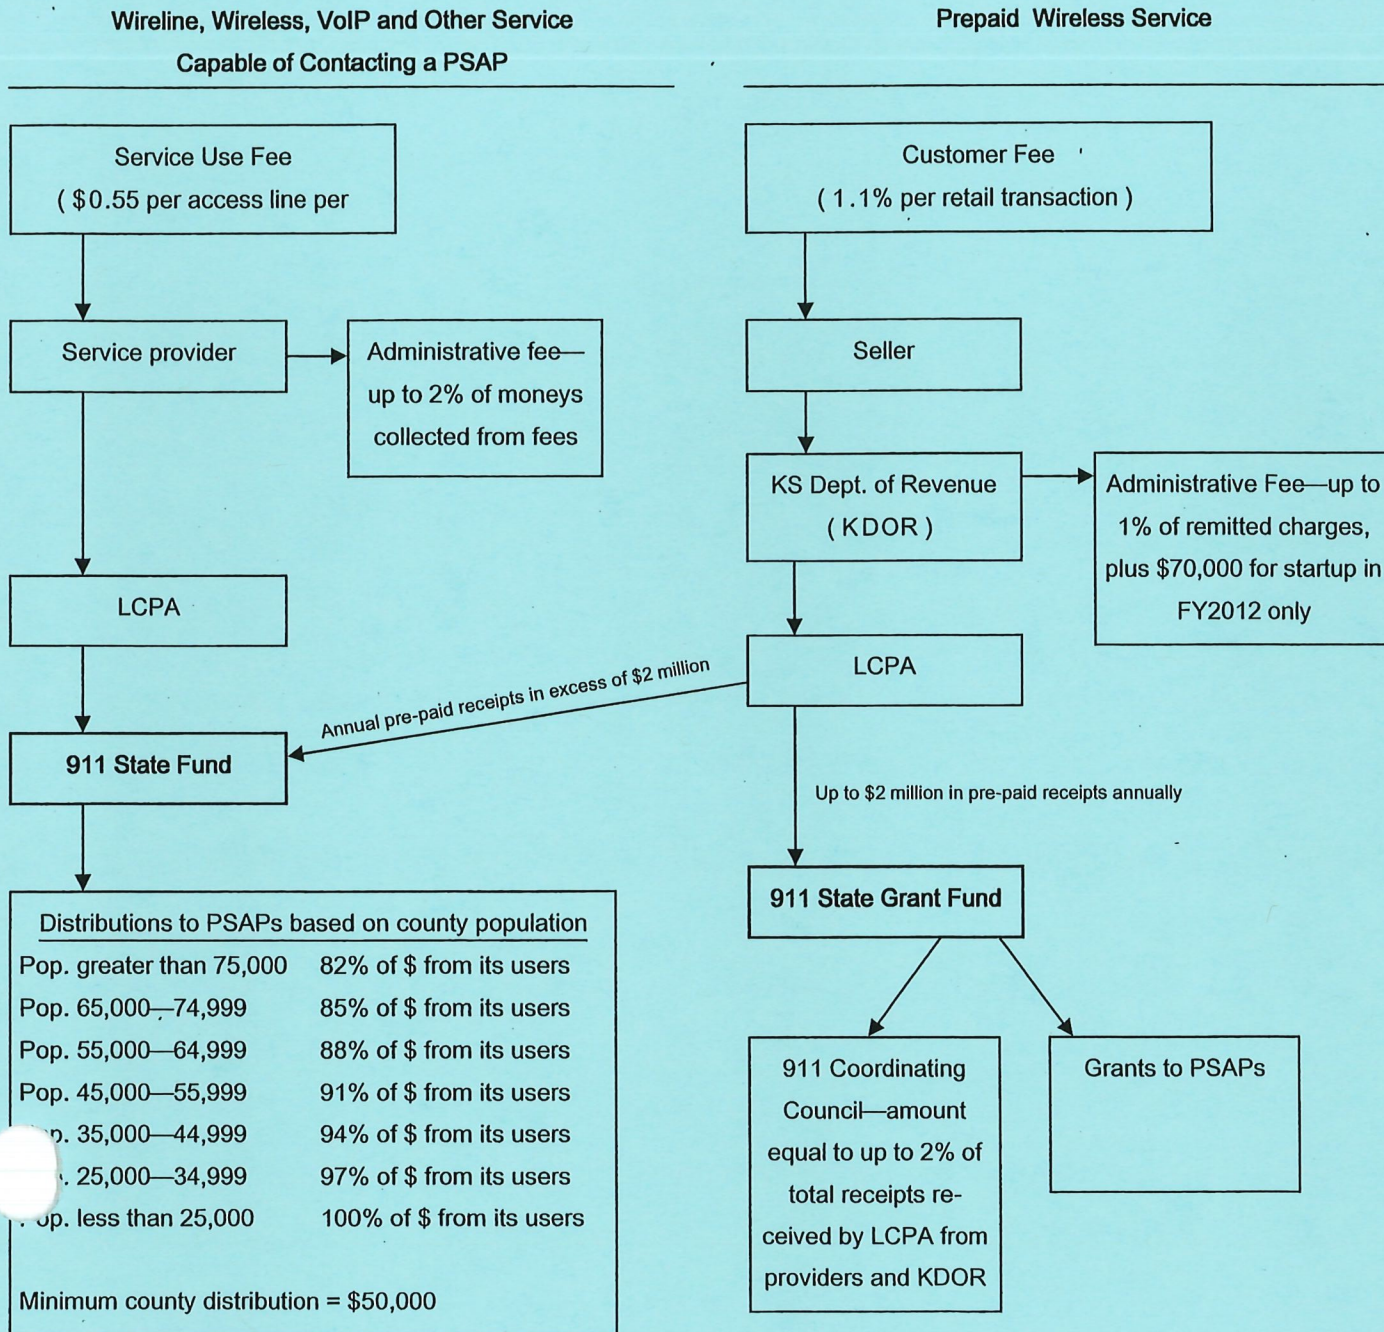 Wireline, Wireless, VoIP and Other Service
Capable of Contacting a PSAP
Service Use Fee
( $0.55 per access line per
Service provider
Administrative fee—
up to 2% of moneys
collected from fees
LCPA
911 State Fund
Distributions to PSAPs based on county population
Pop. greater than 75,000 82% of $ from its users
Pop. 65,000—74,999 85% of $ from its users
Pop. 55,000—64,999 88% of $ from its users
Pop. 45,000—55,999 91% of $ from its users
p. 35,000—44,999 94% of $ from its users
. 25,000—34,999 97% of $ from its users
op. less than 25,000 100% of $ from its users
Minimum county distribution = $50,000
Prepaid Wireless Service
Customer Fee
( 1.1% per retail transaction )
Seller
KS Dept. of Revenue
( KDOR )
Administrative Fee—up to
1% of remitted charges,
plus $70,000 for startup in
FY2012 only
LCPA
Annual pre-paid receipts in excess of $2 million
Up to $2 million in pre-paid receipts annually
911 State Grant Fund
911 Coordinating
Council—amount
equal to up to 2% of
total receipts re-
ceived by LCPA from
providers and KDOR
Grants to PSAPs